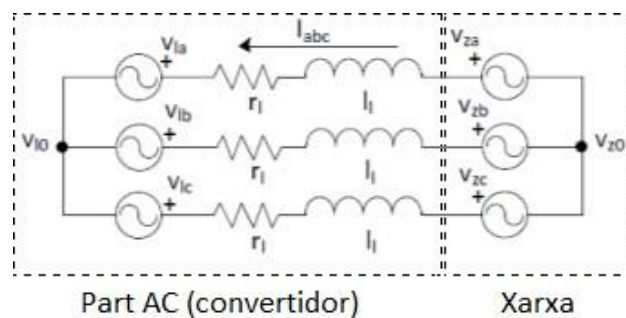 I_abc
v_la + r_l l_l v_za +
v_lb + r_l l_l v_zb +
v_l0 v_z0
v_lc + r_l l_l v_zc +
Part AC (convertidor) Xarxa